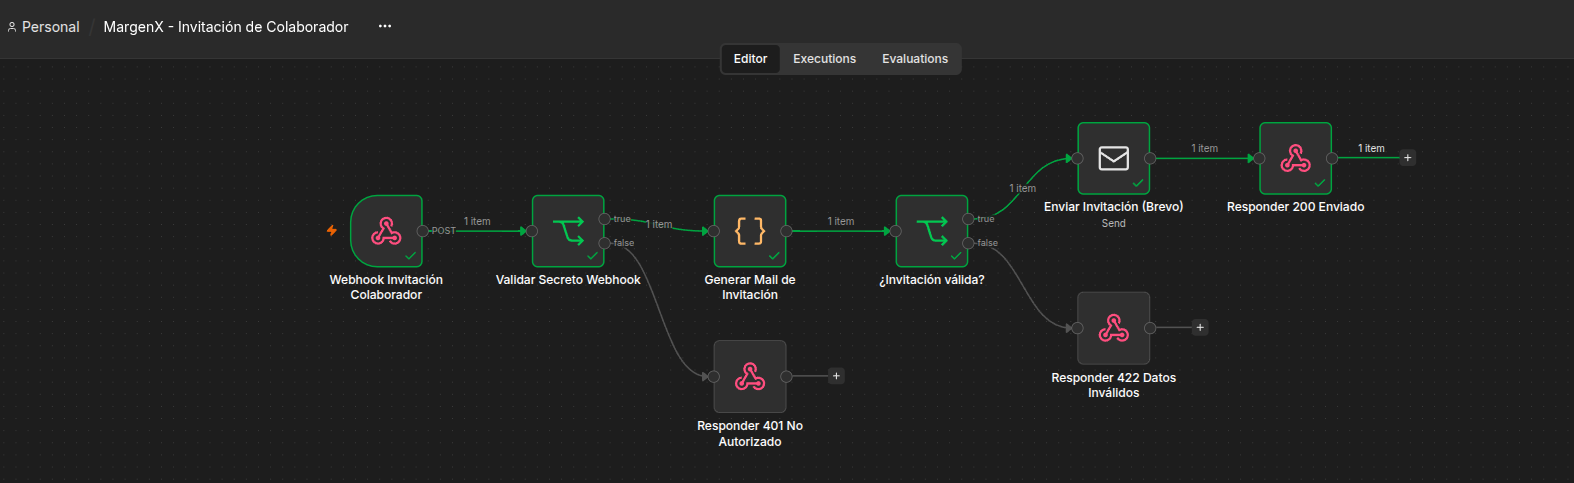 Personal / MargenX - Invitación de Colaborador ...
Editor Executions Evaluations
1 item
1 item
1 item
Enviar Invitación (Brevo)
Send
Responder 200 Enviado
POST
1 item
true
false
1 item
1 item
true
false
Webhook Invitación
Colaborador
Validar Secreto Webhook
{ }
Generar Mail de
Invitación
¿Invitación válida?
+
Responder 422 Datos
Inválidos
+
Responder 401 No
Autorizado
+